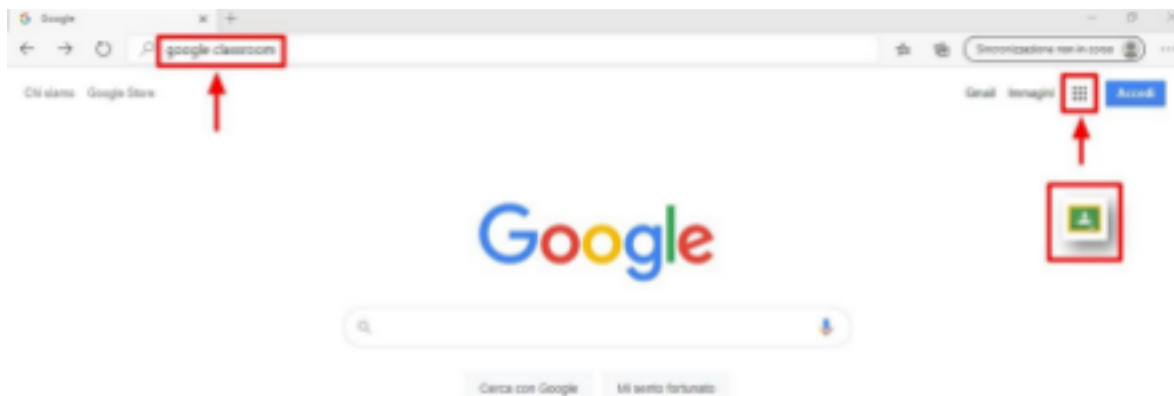 Google
google classroom
Sincronizzazione non in corso
Chi siamo Google Store
Gmail Immagini Accedi
Google
Cerca con Google Mi sento fortunato